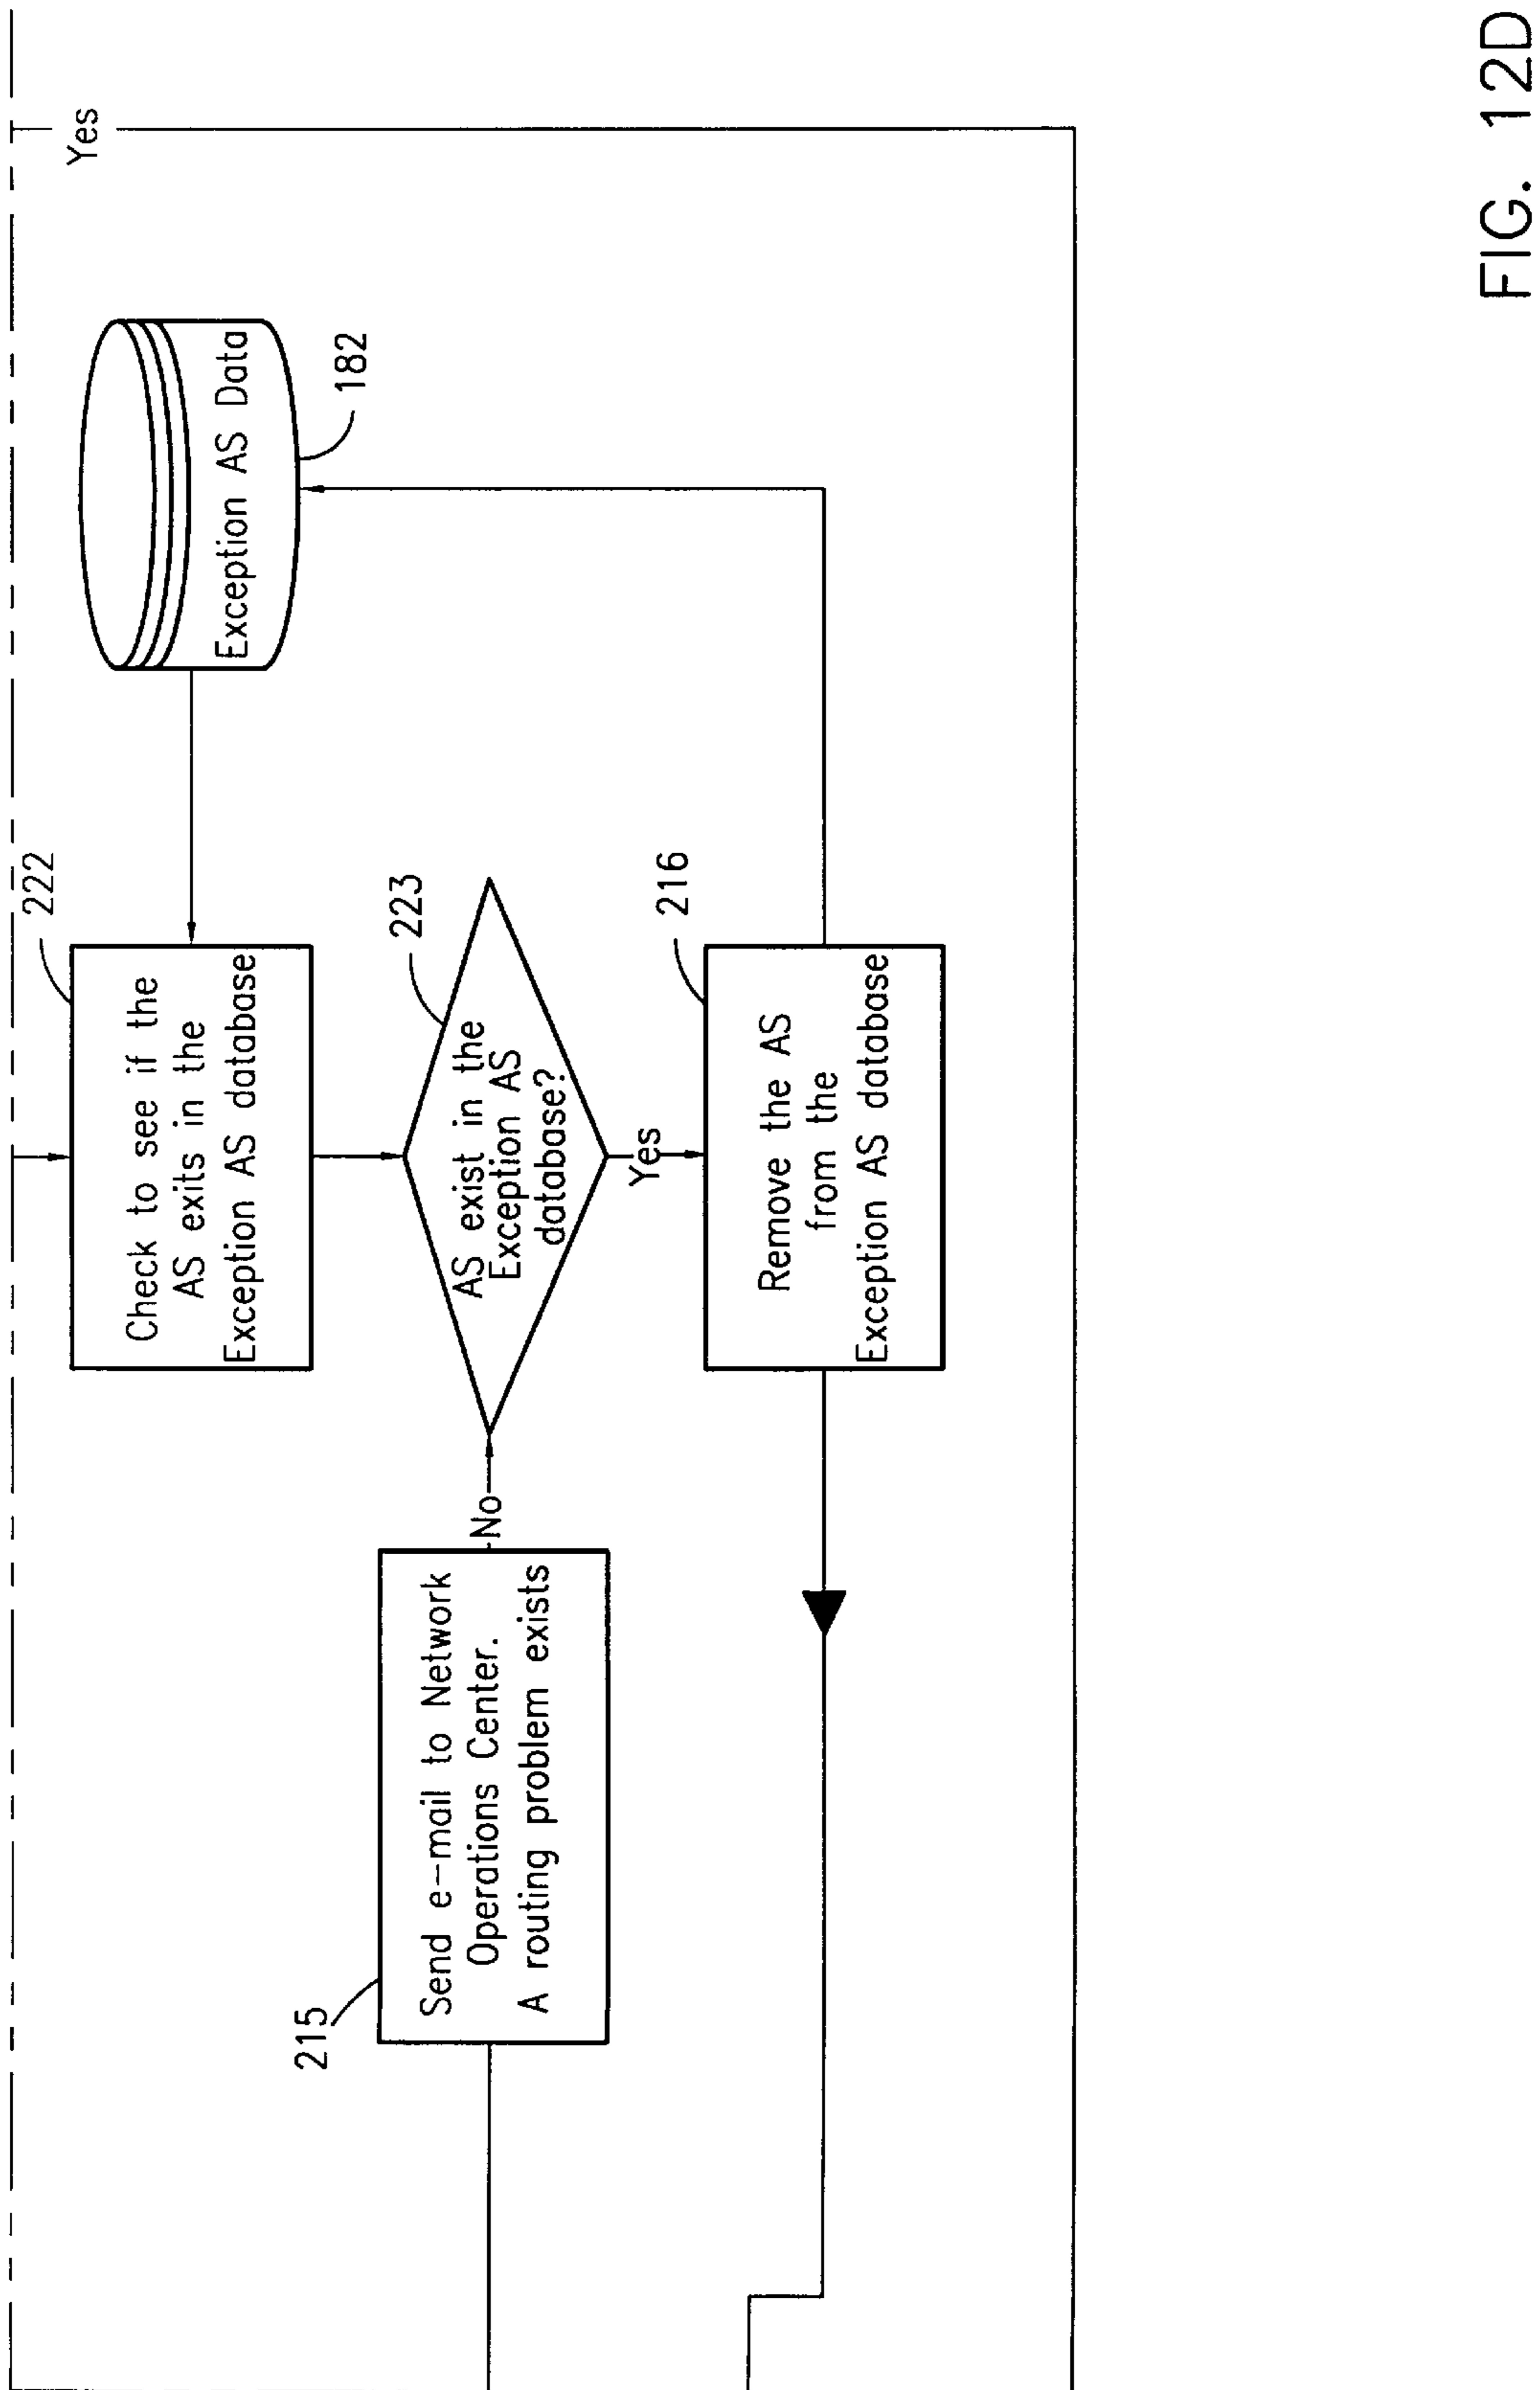 Yes
222
Check to see if the
AS exits in the
Exception AS database
Exception AS Data
182
223
AS exist in the
Exception AS
database?
No
215
Send e-mail to Network
Operations Center.
A routing problem exists
Yes
216
Remove the AS
from the
Exception AS database
FIG. 12D